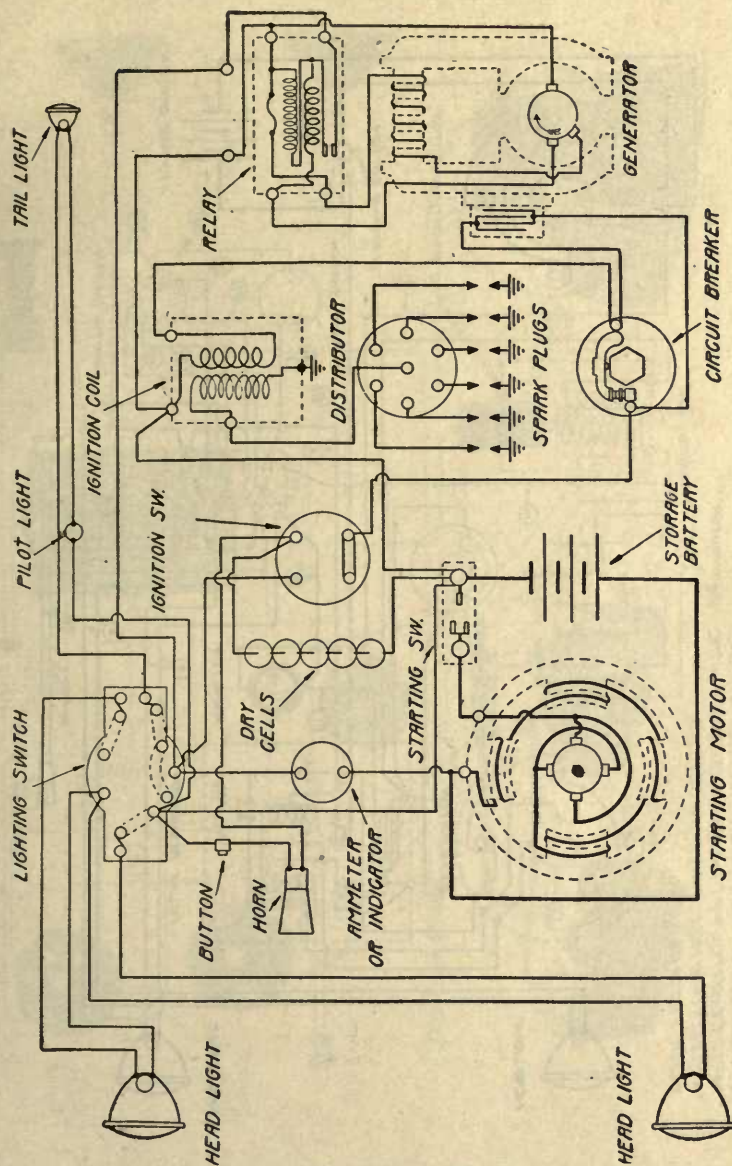 LIGHTING SWITCH
PILOT LIGHT
TAIL LIGHT
IGNITION COIL
IGNITION SW.
HEAD LIGHT
BUTTON
RELAY
HORN
DRY
CELLS
DISTRIBUTOR
AMMETER
OR INDICATOR
STARTING SW.
SPARK PLUGS
GENERATOR
HEAD LIGHT
STORAGE
BATTERY
CIRCUIT BREAKER
STARTING MOTOR